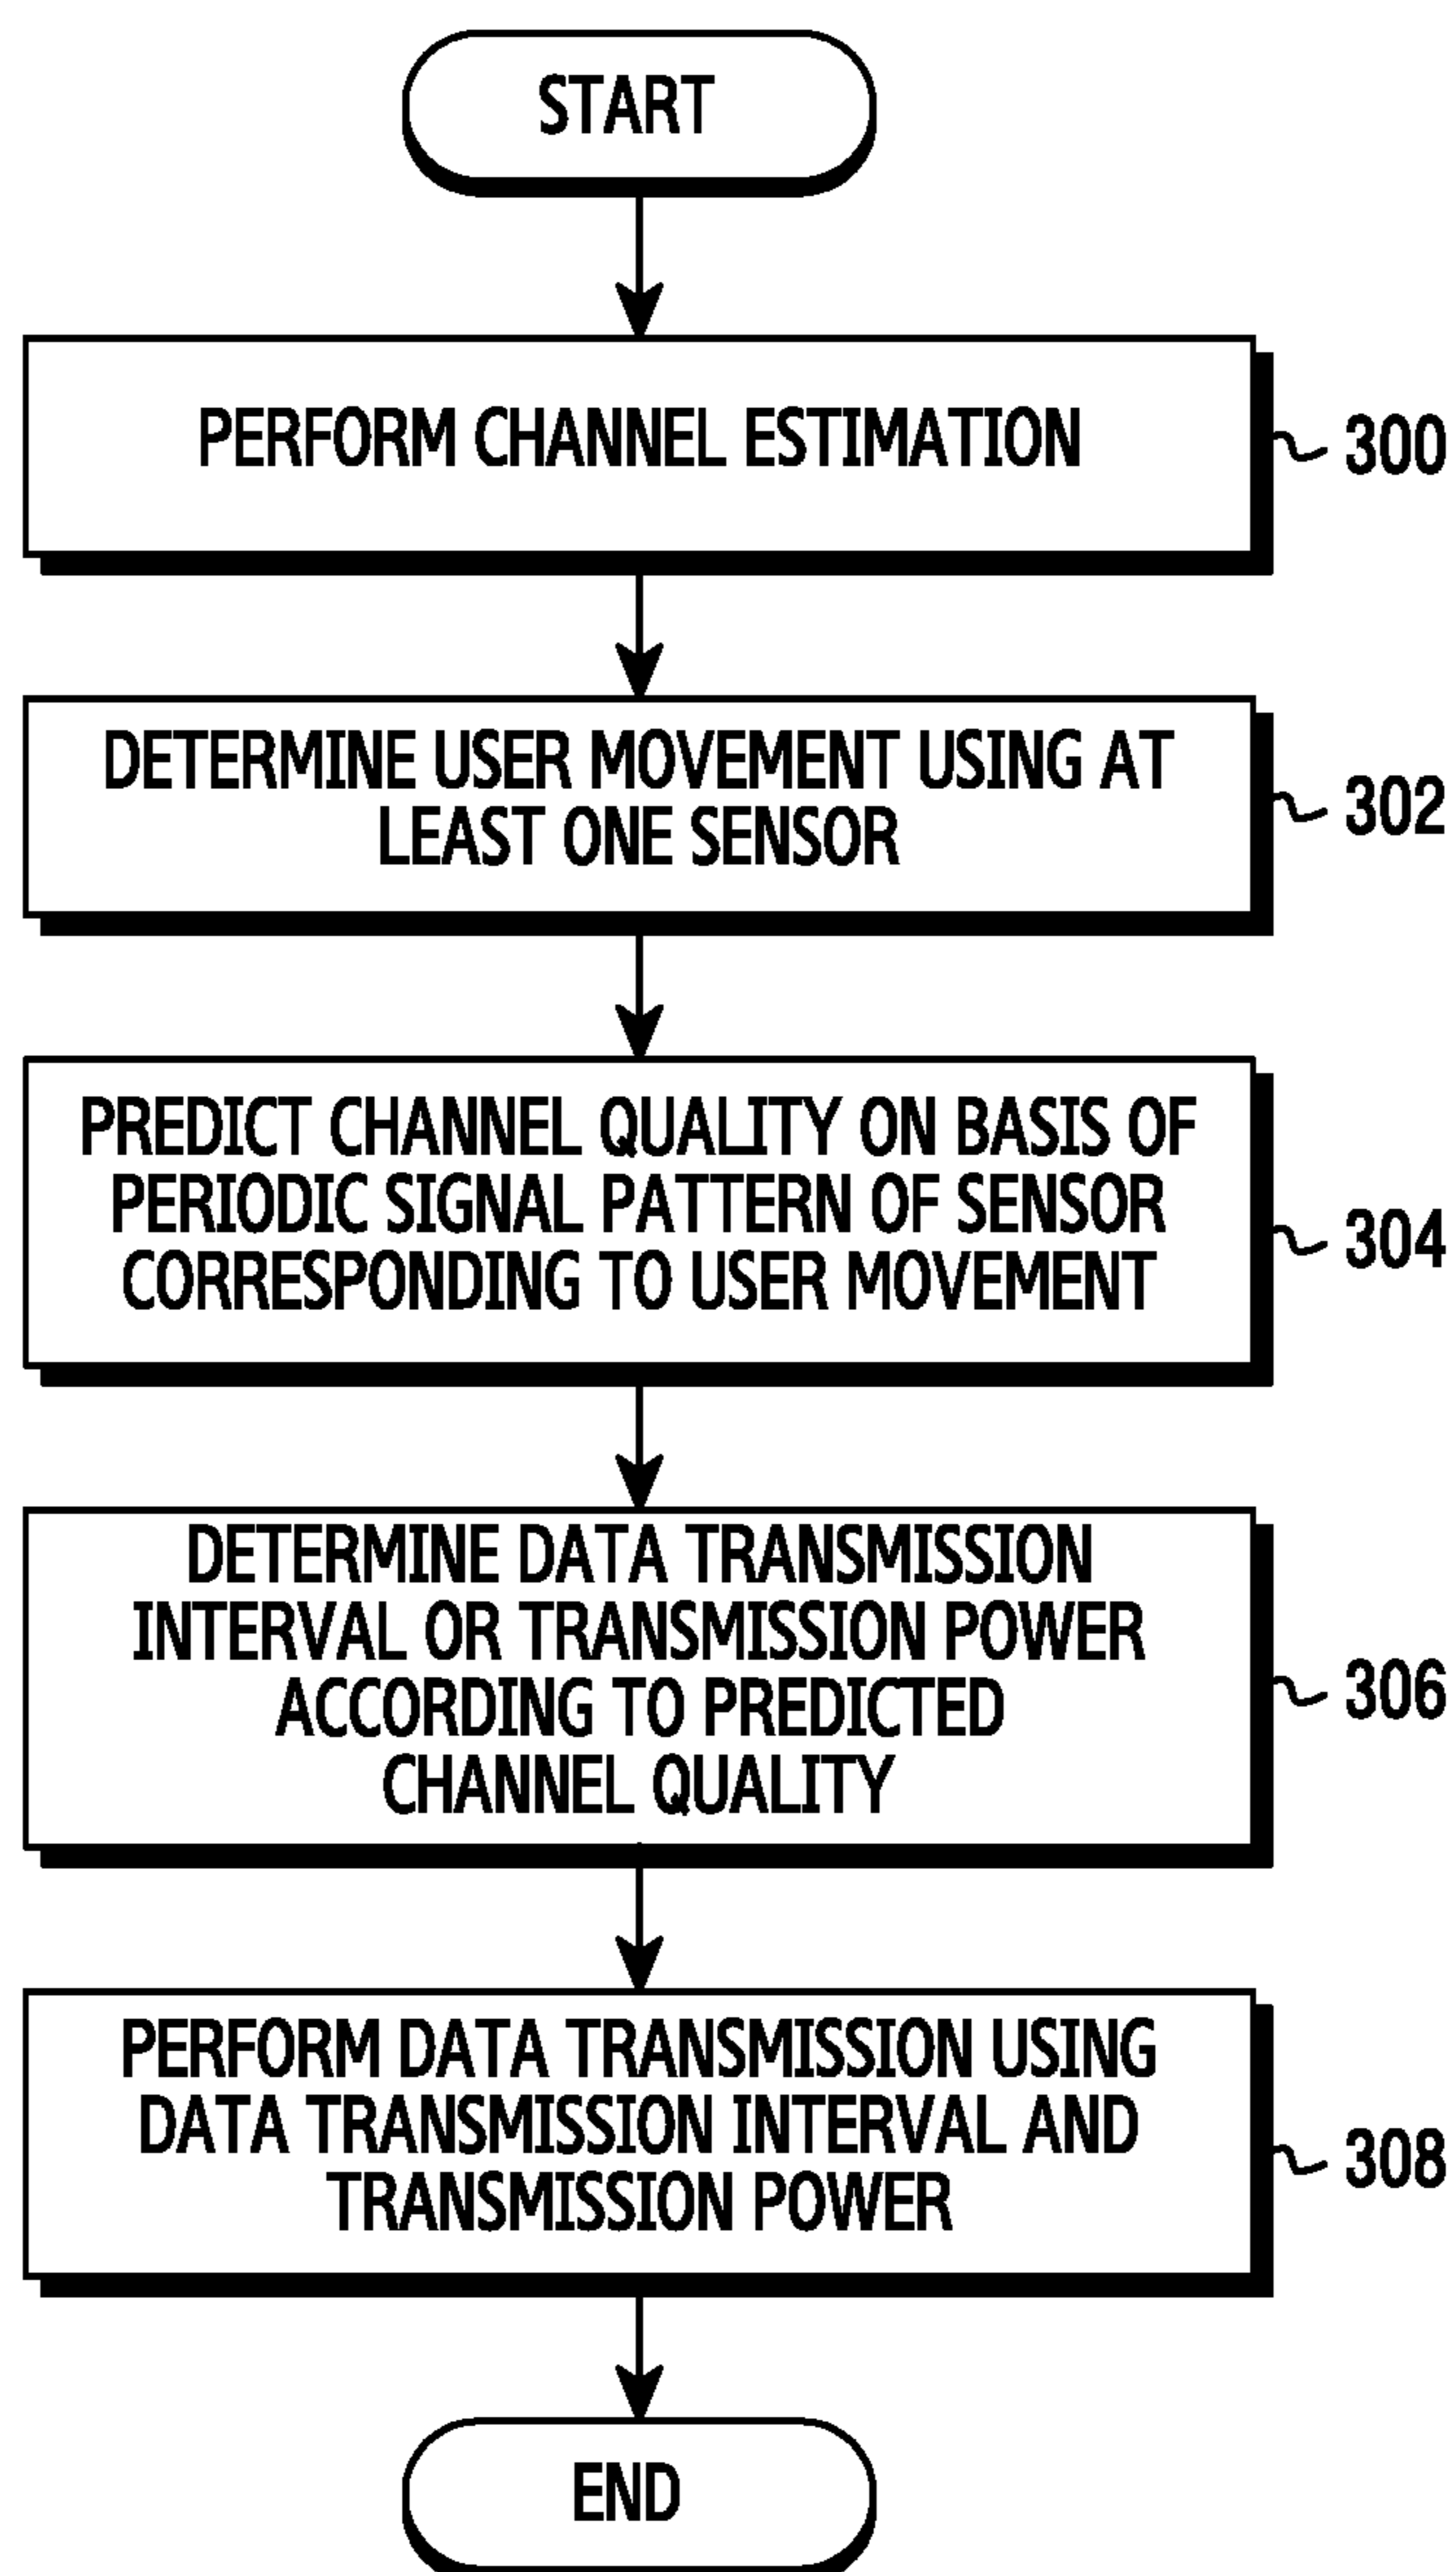 START
PERFORM CHANNEL ESTIMATION
300
DETERMINE USER MOVEMENT USING AT
LEAST ONE SENSOR
302
PREDICT CHANNEL QUALITY ON BASIS OF
PERIODIC SIGNAL PATTERN OF SENSOR
CORRESPONDING TO USER MOVEMENT
304
DETERMINE DATA TRANSMISSION
INTERVAL OR TRANSMISSION POWER
ACCORDING TO PREDICTED
CHANNEL QUALITY
306
PERFORM DATA TRANSMISSION USING
DATA TRANSMISSION INTERVAL AND
TRANSMISSION POWER
308
END